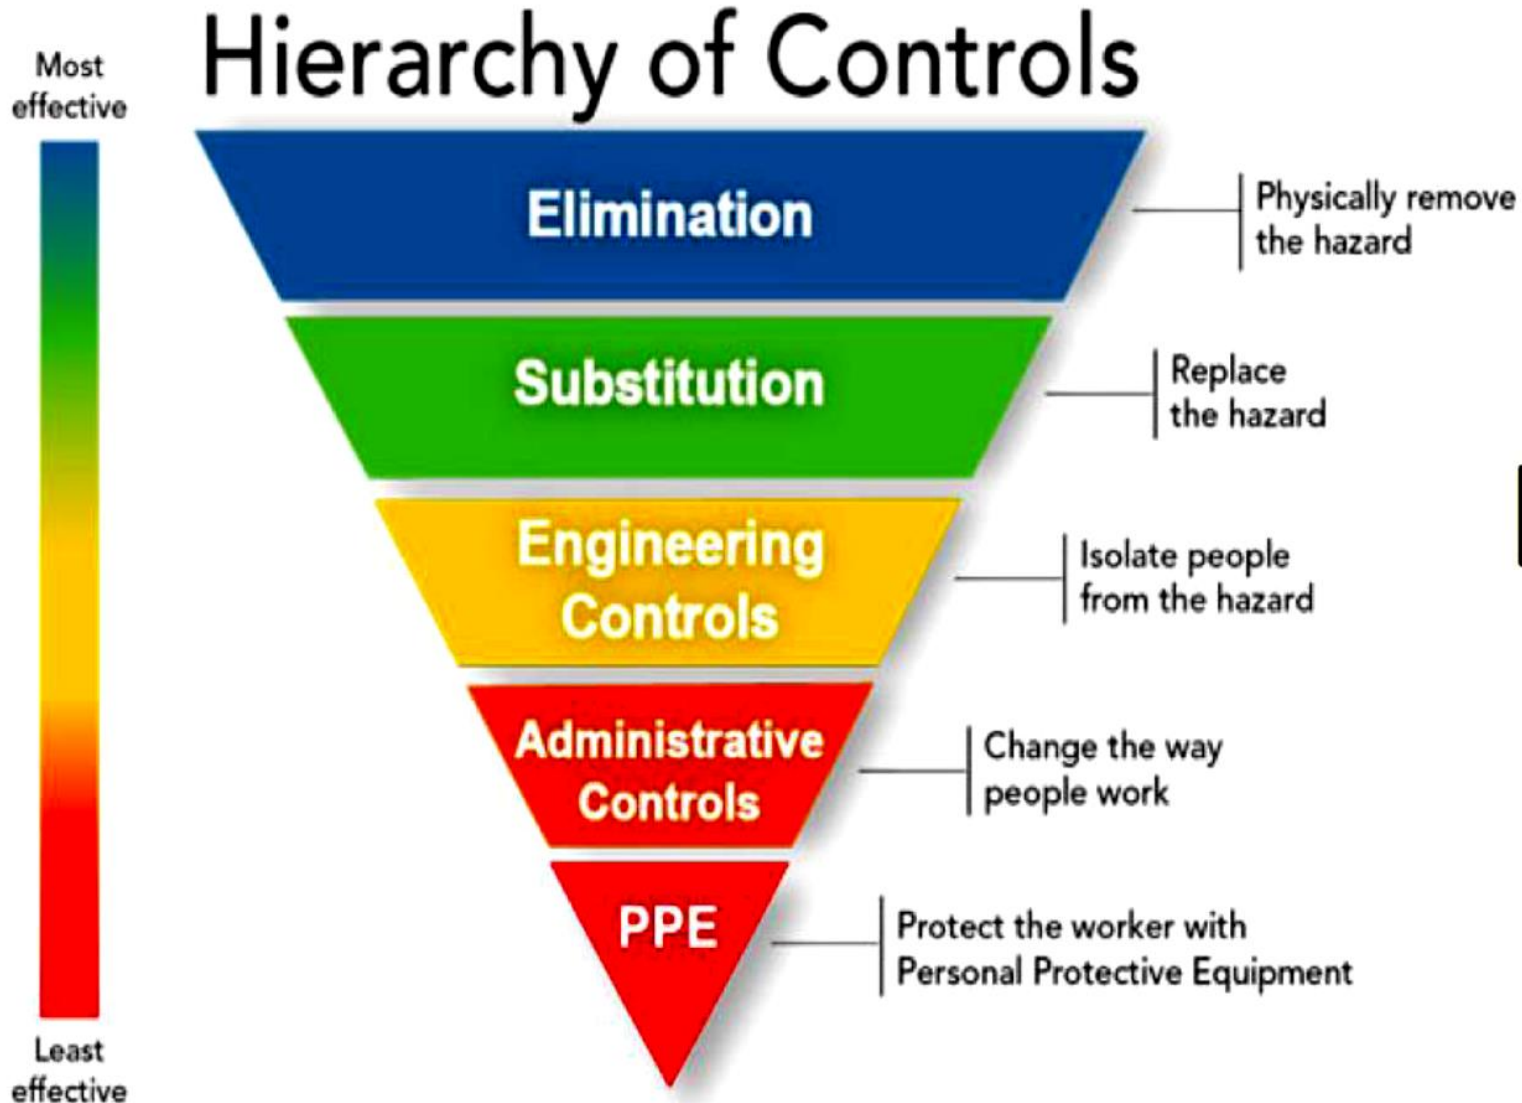 Hierarchy of Controls
Most
effective
Elimination
Physically remove
the hazard
Substitution
Replace
the hazard
Engineering
Controls
Isolate people
from the hazard
Administrative
Controls
Change the way
people work
PPE
Protect the worker with
Personal Protective Equipment
Least
effective